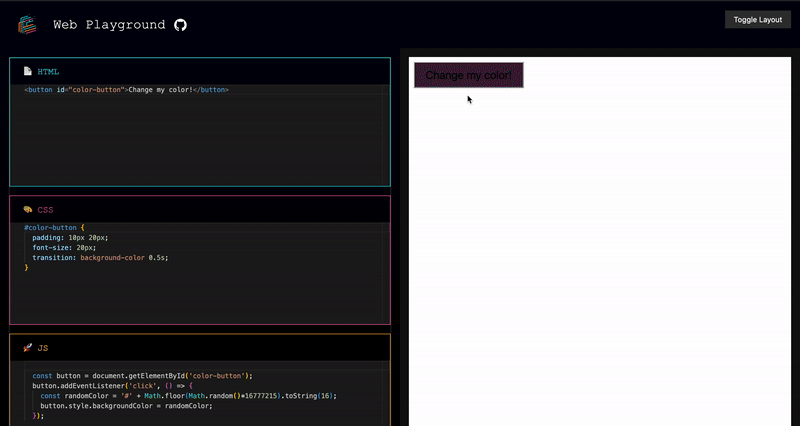 Web Playground
Toggle Layout
HTML
<button id="color-button">Change my color!</button>
CSS
#color-button {
padding: 10px 20px;
font-size: 20px;
transition: background-color 0.5s;
}
JS
const button = document.getElementById('color-button');
button.addEventListener('click', () => {
const randomColor = '#' + Math.floor(Math.random()*16777215).toString(16);
button.style.backgroundColor = randomColor;
});
Change my color!